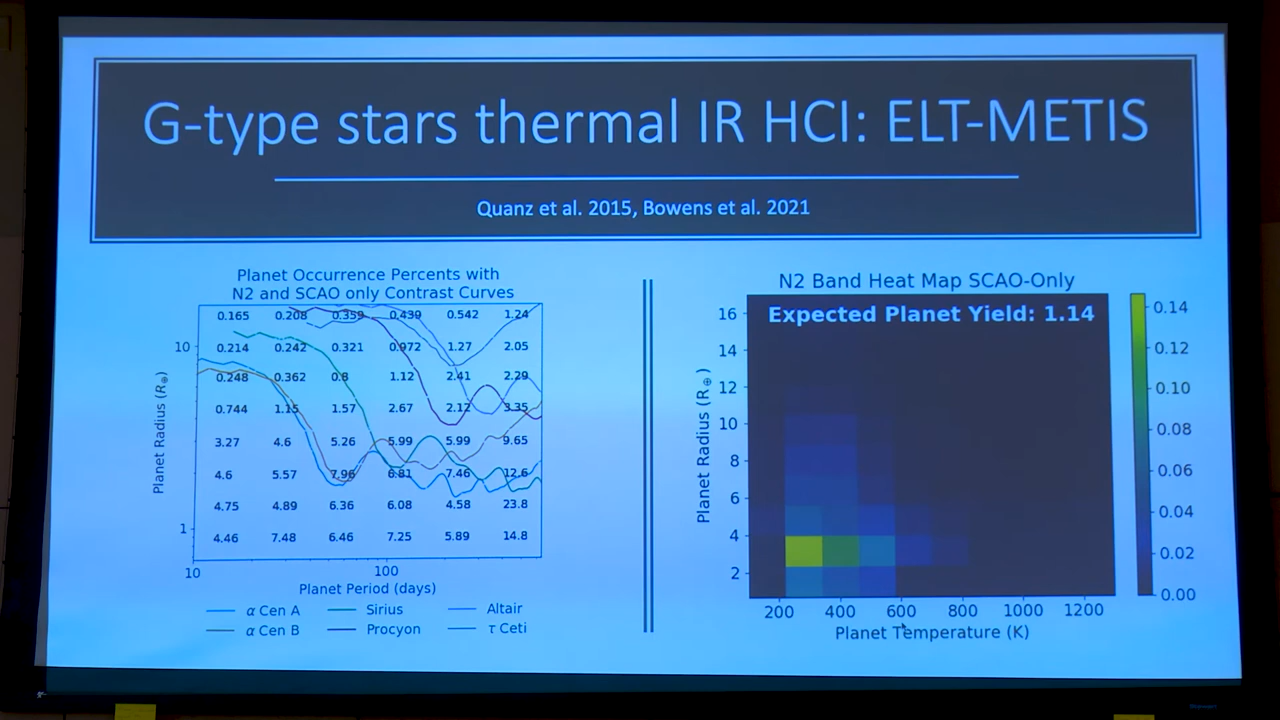 G-type stars thermal IR HCI: ELT-METIS
Quanz et al. 2015, Bowens et al. 2021
Planet Occurrence Percents with
N2 and SCAO only Contrast Curves
0.165 0.208 0.359 0.439 0.542 1.24
10 0.214 0.242 0.321 0.972 1.27 2.05
0.248 0.362 0.8 1.12 2.41 2.29
0.744 1.15 1.57 2.67 2.12 3.35
3.27 4.6 5.26 5.99 5.99 9.65
4.6 5.57 7.96 6.81 7.46 12.6
4.75 4.89 6.36 6.08 4.58 23.8
1 4.46 7.48 6.46 7.25 5.89 14.8
Planet Radius (R⊕)
10 100
Planet Period (days)
α Cen A Sirius Altair
α Cen B Procyon τ Ceti
N2 Band Heat Map SCAO-Only
Expected Planet Yield: 1.14
16
14
12
10
8
6
4
2
Planet Radius (R⊕)
200 400 600 800 1000 1200
Planet Temperature (K)
0.14
0.12
0.10
0.08
0.06
0.04
0.02
0.00